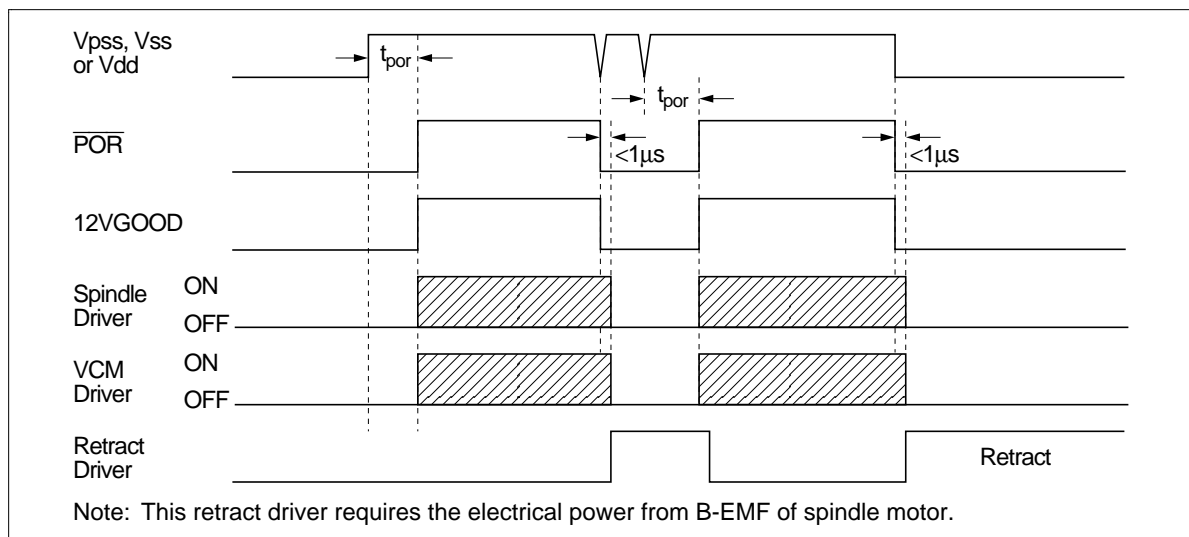 Vpss, Vss
or Vdd
tpor
tpor
POR
<1μs
<1μs
12VGOOD
Spindle
Driver
ON
OFF
VCM
Driver
ON
OFF
Retract
Driver
Retract
Note: This retract driver requires the electrical power from B-EMF of spindle motor.